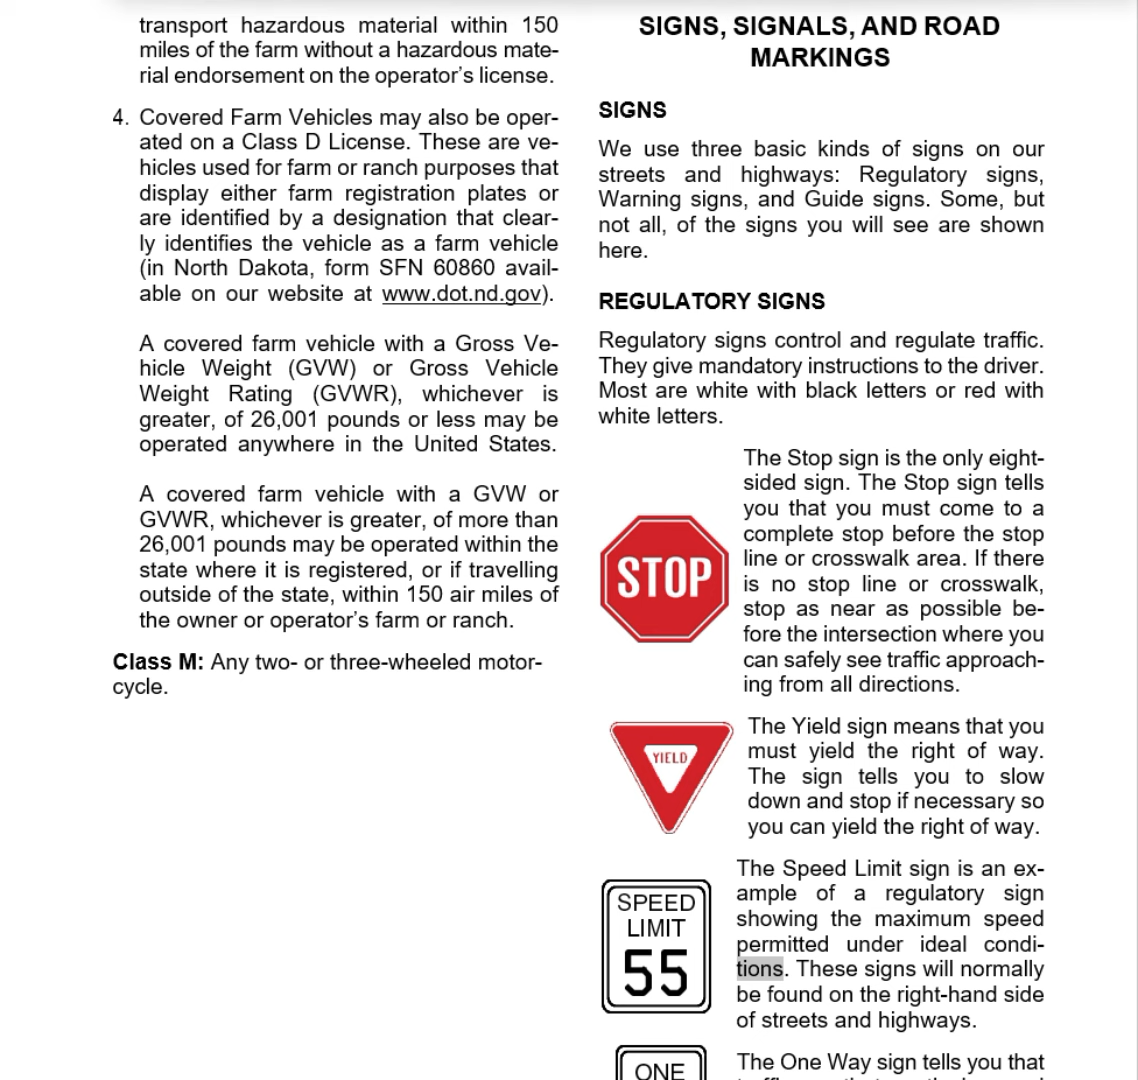 transport hazardous material within 150
miles of the farm without a hazardous mate-
rial endorsement on the operator's license.
4. Covered Farm Vehicles may also be oper-
ated on a Class D License. These are ve-
hicles used for farm or ranch purposes that
display either farm registration plates or
are identified by a designation that clear-
ly identifies the vehicle as a farm vehicle
(in North Dakota, form SFN 60860 avail-
able on our website at www.dot.nd.gov).
A covered farm vehicle with a Gross Ve-
hicle Weight (GVW) or Gross Vehicle
Weight Rating (GVWR), whichever is
greater, of 26,001 pounds or less may be
operated anywhere in the United States.
A covered farm vehicle with a GVW or
GVWR, whichever is greater, of more than
26,001 pounds may be operated within the
state where it is registered, or if travelling
outside of the state, within 150 air miles of
the owner or operator's farm or ranch.
Class M: Any two- or three-wheeled motor-
cycle.
SIGNS, SIGNALS, AND ROAD
MARKINGS
SIGNS
We use three basic kinds of signs on our
streets and highways: Regulatory signs,
Warning signs, and Guide signs. Some, but
not all, of the signs you will see are shown
here.
REGULATORY SIGNS
Regulatory signs control and regulate traffic.
They give mandatory instructions to the driver.
Most are white with black letters or red with
white letters.
STOP
The Stop sign is the only eight-
sided sign. The Stop sign tells
you that you must come to a
complete stop before the stop
line or crosswalk area. If there
is no stop line or crosswalk,
stop as near as possible be-
fore the intersection where you
can safely see traffic approach-
ing from all directions.
YIELD
The Yield sign means that you
must yield the right of way.
The sign tells you to slow
down and stop if necessary so
you can yield the right of way.
SPEED
LIMIT
55
The Speed Limit sign is an ex-
ample of a regulatory sign
showing the maximum speed
permitted under ideal condi-
tions. These signs will normally
be found on the right-hand side
of streets and highways.
ONE
The One Way sign tells you that